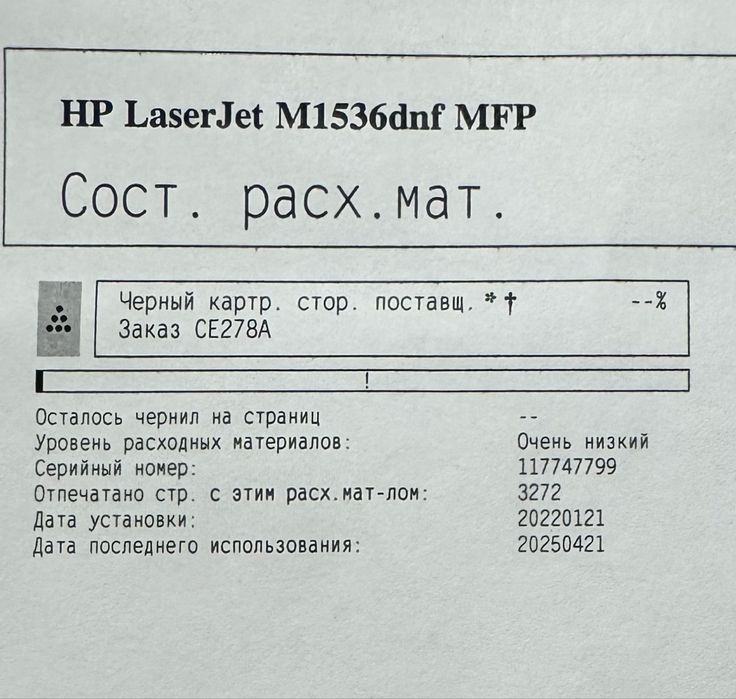 HP LaserJet M1536dnf MFP
Сост. расх.мат.
Черный картр. стор. поставщ. *† --%
Заказ CE278A
!
Осталось чернил на страниц --
Уровень расходных материалов: Очень низкий
Серийный номер: 117747799
Отпечатано стр. с этим расх.мат-лом: 3272
Дата установки: 20220121
Дата последнего использования: 20250421